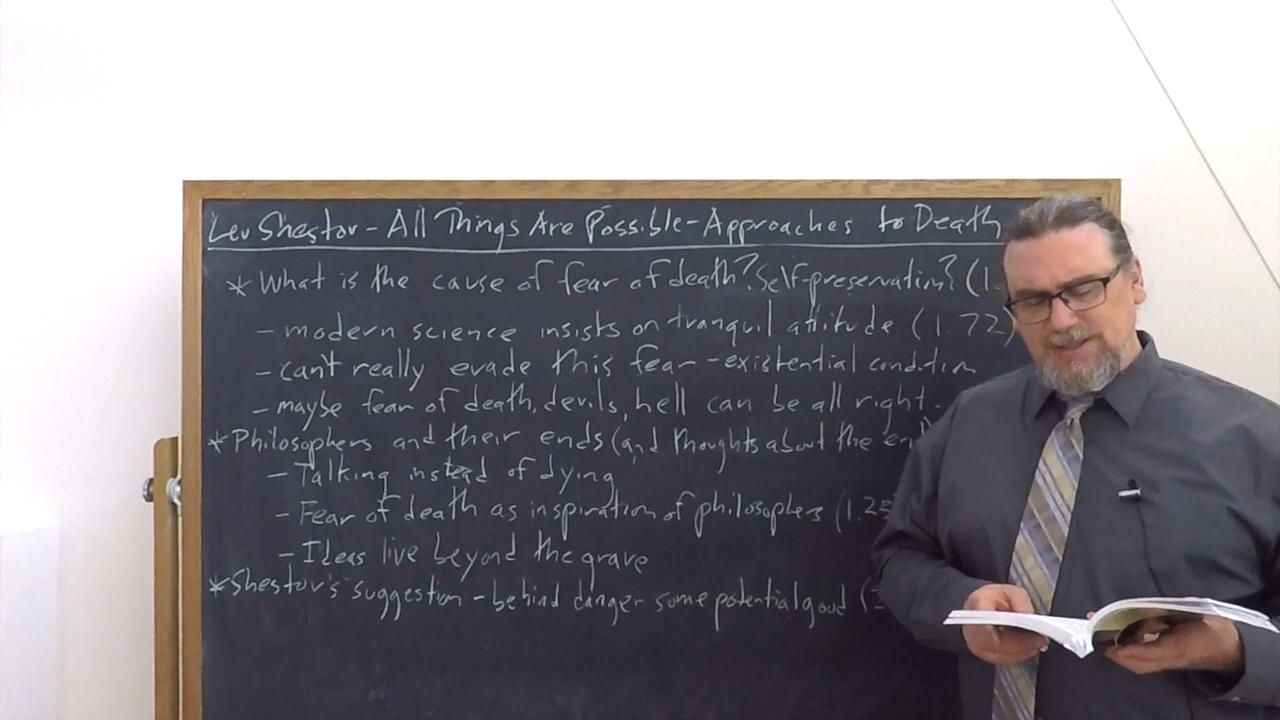 Lev Shestov - All Things Are Possible - Approaches to Death
* What is the cause of fear of death? Self-preservation? (1.
- modern science insists on tranquil attitude (1.72)
- can't really evade this fear - existential condition
- maybe fear of death, devils, hell can be all right -
* Philosophers and their ends (and thoughts about the end
- Talking instead of dying
- Fear of death as inspiration of philosophers (1.25
- Ideas live beyond the grave
* Shestov's suggestion - behind danger some potential good (